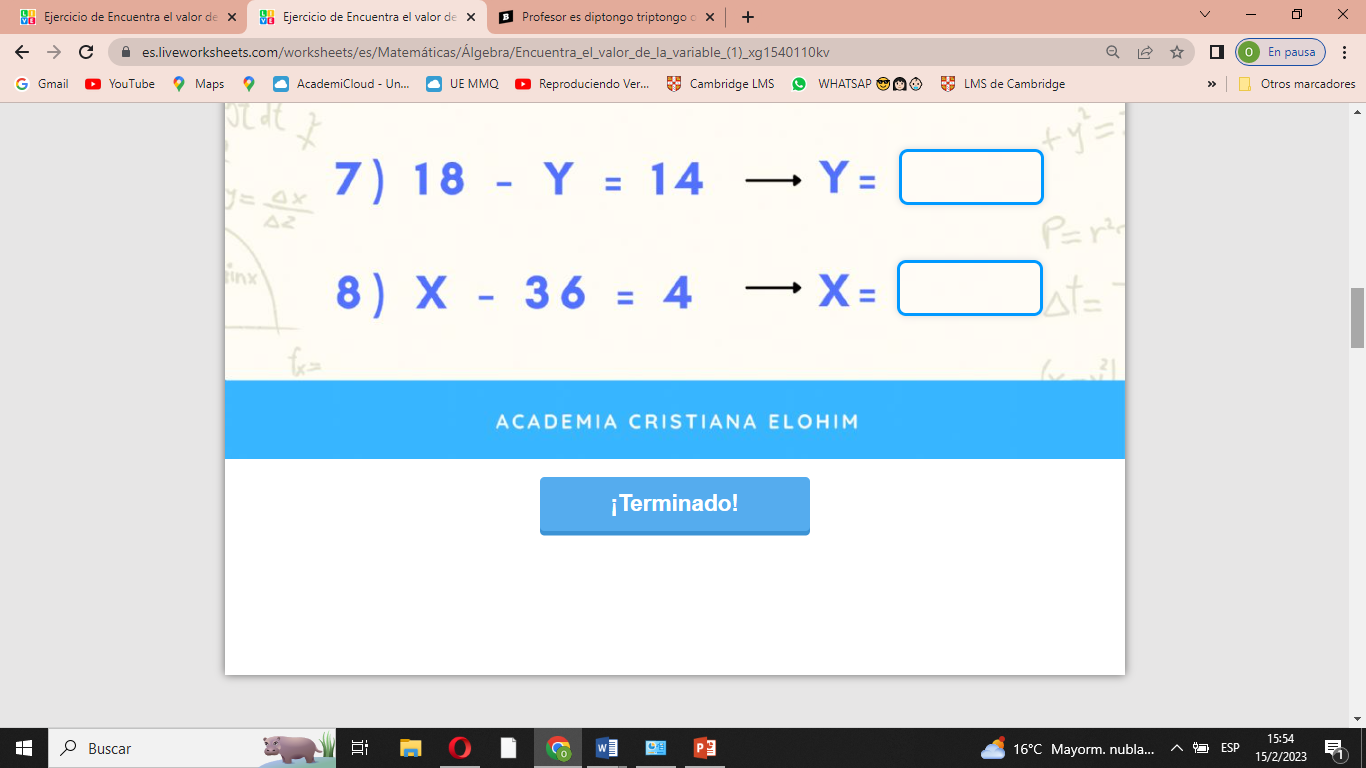 Ejercicio de Encuentra el valor de
Ejercicio de Encuentra el valor de
Profesor es diptongo triptongo o
es.liveworksheets.com/worksheets/es/Matemáticas/Álgebra/Encuentra_el_valor_de_la_variable_(1)_xg1540110kv
O En pausa
Gmail YouTube Maps AcademiCloud - Un... UE MMQ Reproduciendo Ver... Cambridge LMS WHATSAP 😎👩🏻👶🏻 LMS de Cambridge » Otros marcadores
7) 18 - Y = 14 ⟶ Y =
8) X - 36 = 4 ⟶ X =
ACADEMIA CRISTIANA ELOHIM
¡Terminado!
Buscar
16°C Mayorm. nubla... ESP 15:54
15/2/2023
1